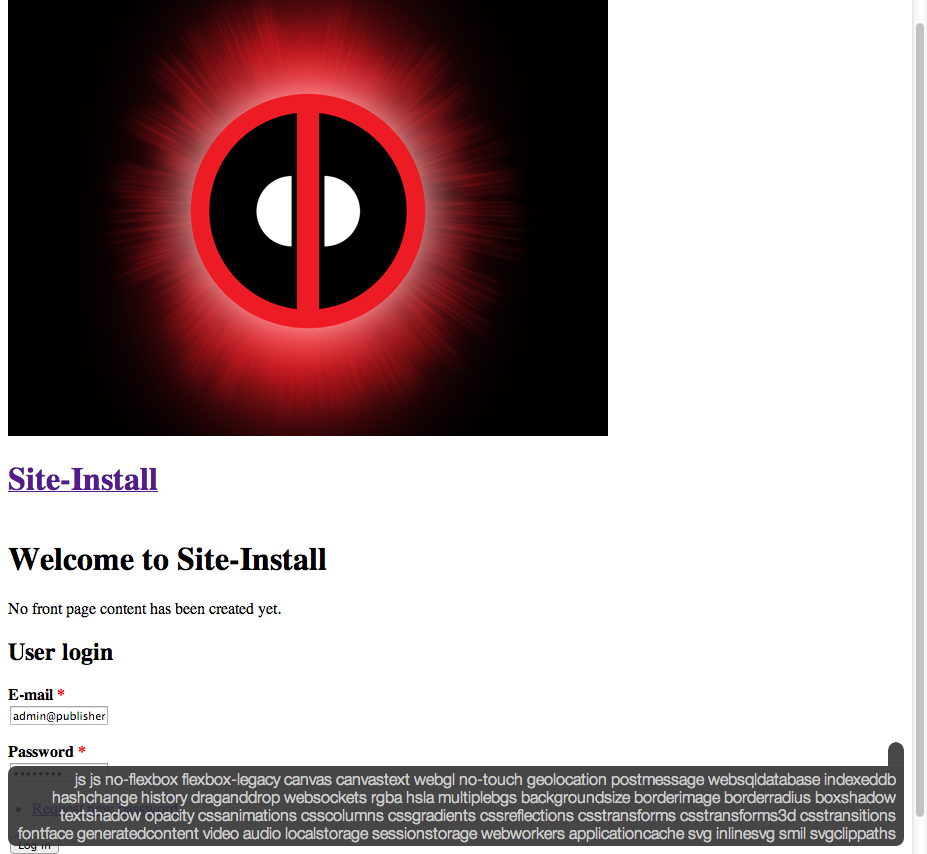 Site-Install
Welcome to Site-Install
No front page content has been created yet.
User login
E-mail *
admin@publisher
Password *
••••••••
js js no-flexbox flexbox-legacy canvas canvastext webgl no-touch geolocation postmessage websqldatabase indexeddb
hashchange history draganddrop websockets rgba hsla multiplebgs backgroundsize borderimage borderradius boxshadow
textshadow opacity cssanimations csscolumns cssgradients cssreflections csstransforms csstransforms3d csstransitions
fontface generatedcontent video audio localstorage sessionstorage webworkers applicationcache svg inlinesvg smil svgclippaths
Request new password
Log in